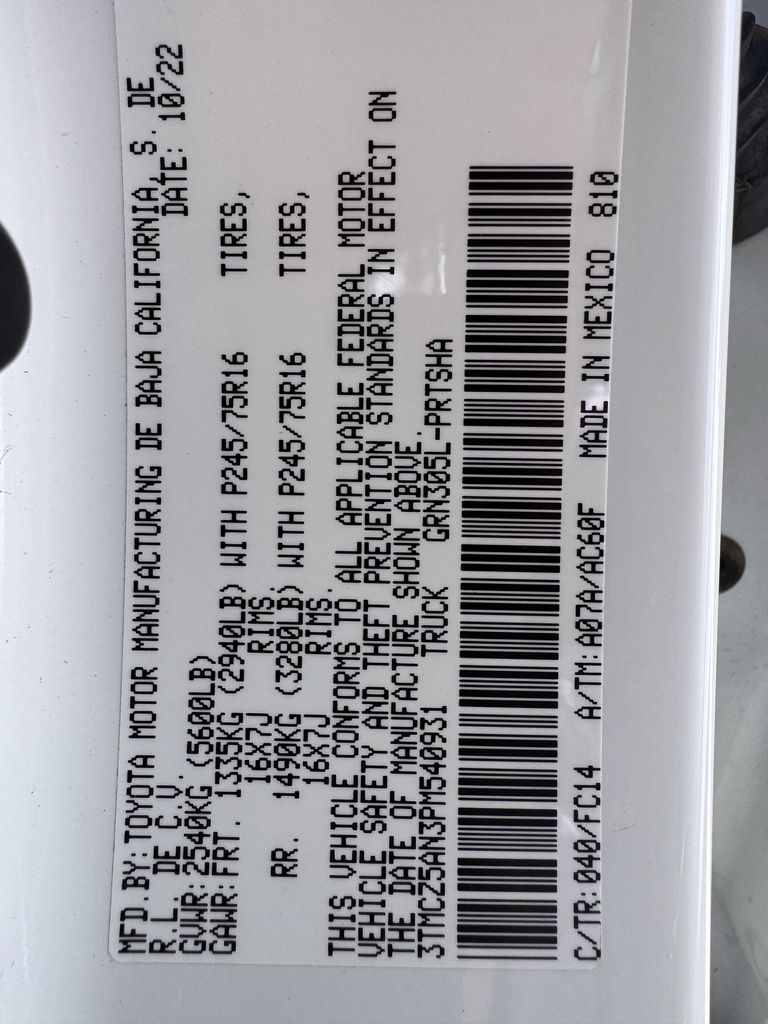 MFD.BY: TOYOTA MOTOR MANUFACTURING DE BAJA CALIFORNIA, S. DE
R.L. DE C.V. DATE: 10/22
GVWR: 2540KG (5600LB)
GAWR: FRT. 1335KG (2940LB) WITH P245/75R16 TIRES,
16X7J RIMS
RR. 1490KG (3280LB) WITH P245/75R16 TIRES,
16X7J RIMS.
THIS VEHICLE CONFORMS TO ALL APPLICABLE FEDERAL MOTOR
VEHICLE SAFETY AND THEFT PREVENTION STANDARDS IN EFFECT ON
THE DATE OF MANUFACTURE SHOWN ABOVE.
3TMCZ5AN3PM540931 TRUCK GRN305L-PRTSHA
C/TR: 040/FC14 A/TM: A07A/AC60F MADE IN MEXICO 810